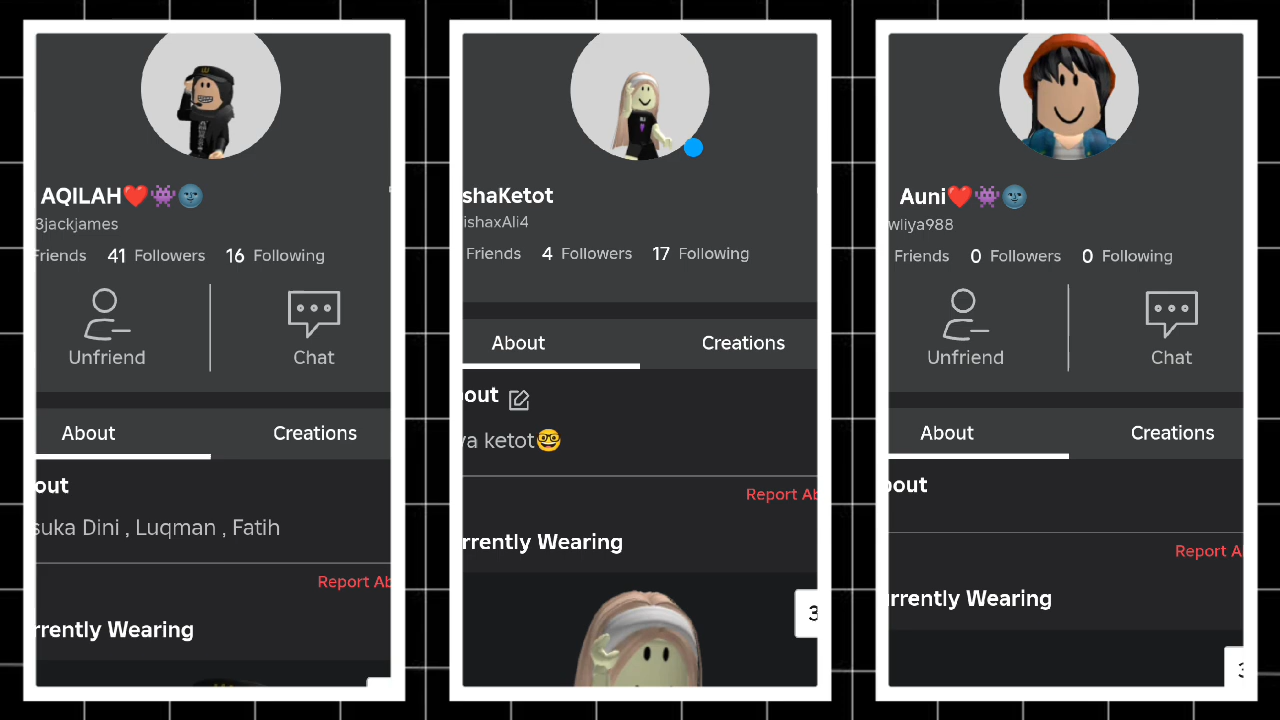 AQILAH❤️👾🌚
3jackjames
Friends 41 Followers 16 Following
Unfriend Chat
About Creations
out
suka Dini , Luqman , Fatih
Report Ab
rrently Wearing
shaKetot
ishaxAli4
Friends 4 Followers 17 Following
About Creations
out
ya ketot🤓
Report Ab
rrently Wearing
3
Auni❤️👾🌚
wliya988
Friends 0 Followers 0 Following
Unfriend Chat
About Creations
bout
Report A
rrently Wearing